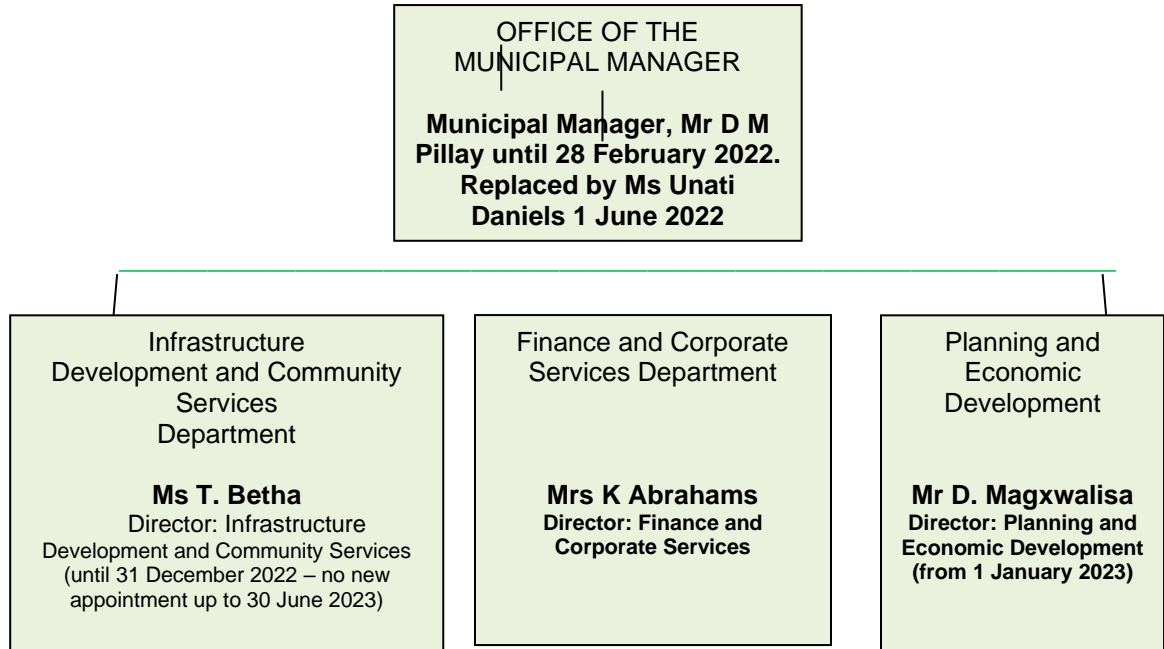 OFFICE OF THE
MUNICIPAL MANAGER
Municipal Manager, Mr D M
Pillay until 28 February 2022.
Replaced by Ms Unati
Daniels 1 June 2022
Infrastructure
Development and Community
Services
Department
Ms T. Betha
Director: Infrastructure
Development and Community Services
(until 31 December 2022 – no new
appointment up to 30 June 2023)
Finance and Corporate
Services Department
Mrs K Abrahams
Director: Finance and
Corporate Services
Planning and
Economic
Development
Mr D. Magxwalisa
Director: Planning and
Economic Development
(from 1 January 2023)